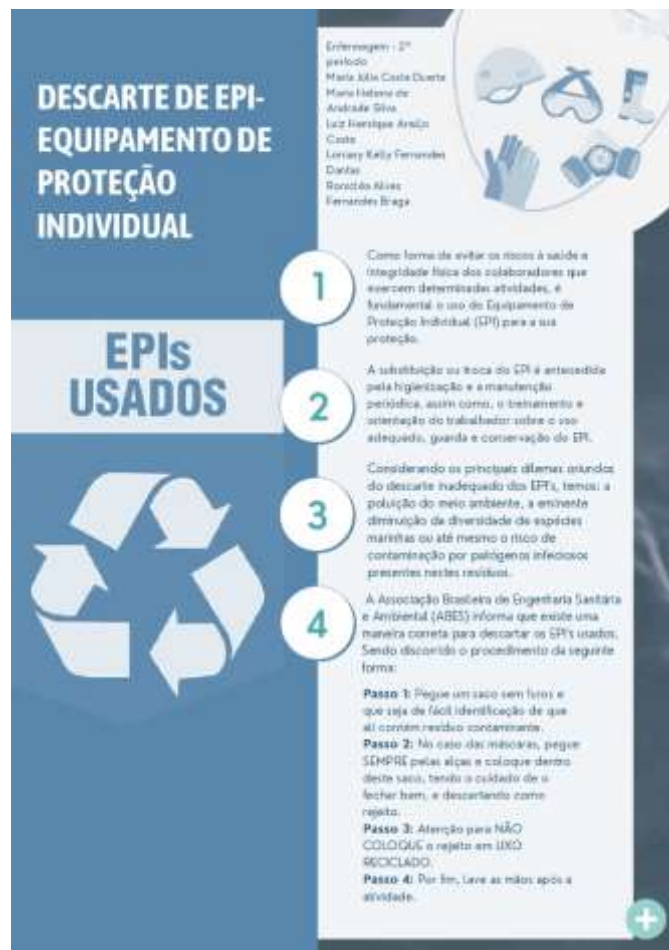 DESCARTE DE EPI-
EQUIPAMENTO DE
PROTEÇÃO
INDIVIDUAL
EPIs
USADOS
Enfermagem - 2º
período
Maria Júlia Costa Duarte
Maria Helena de
Andrade Silva
Luiz Henrique Araújo
Costa
Lorrany Kelly Fernandes
Dantas
Ronaldo Alves
Fernandes Braga
1
Como forma de evitar os riscos à saúde e
integridade física dos colaboradores que
exercem determinadas atividades, é
fundamental o uso do Equipamento de
Proteção Individual (EPI) para a sua
proteção.
2
A substituição ou troca do EPI é antecedida
pela higienização e a manutenção
periódica, assim como, o treinamento e
orientação do trabalhador sobre o uso
adequado, guarda e conservação do EPI.
3
Considerando os principais dilemas oriundos
do descarte inadequado dos EPI's, temos: a
poluição do meio ambiente, a eminente
diminuição da diversidade de espécies
marinhas ou até mesmo o risco de
contaminação por patógenos infeciosos
presentes nestes resíduos.
4
A Associação Brasileira de Engenharia Sanitária
e Ambiental (ABES) informa que existe uma
maneira correta para descartar os EPI's usados.
Sendo discorrido o procedimento da seguinte
forma:
Passo 1: Pegue um saco sem furos e
que seja de fácil identificação de que
ali contém resíduo contaminante.
Passo 2: No caso das máscaras, pegue
SEMPRE pelas alças e coloque dentro
deste saco, tendo o cuidado de o
fechar bem, e descartando como
rejeito.
Passo 3: Atenção para NÃO
COLOQUE o rejeito em LIXO
RECICLADO.
Passo 4: Por fim, Lave as mãos após a
atividade.